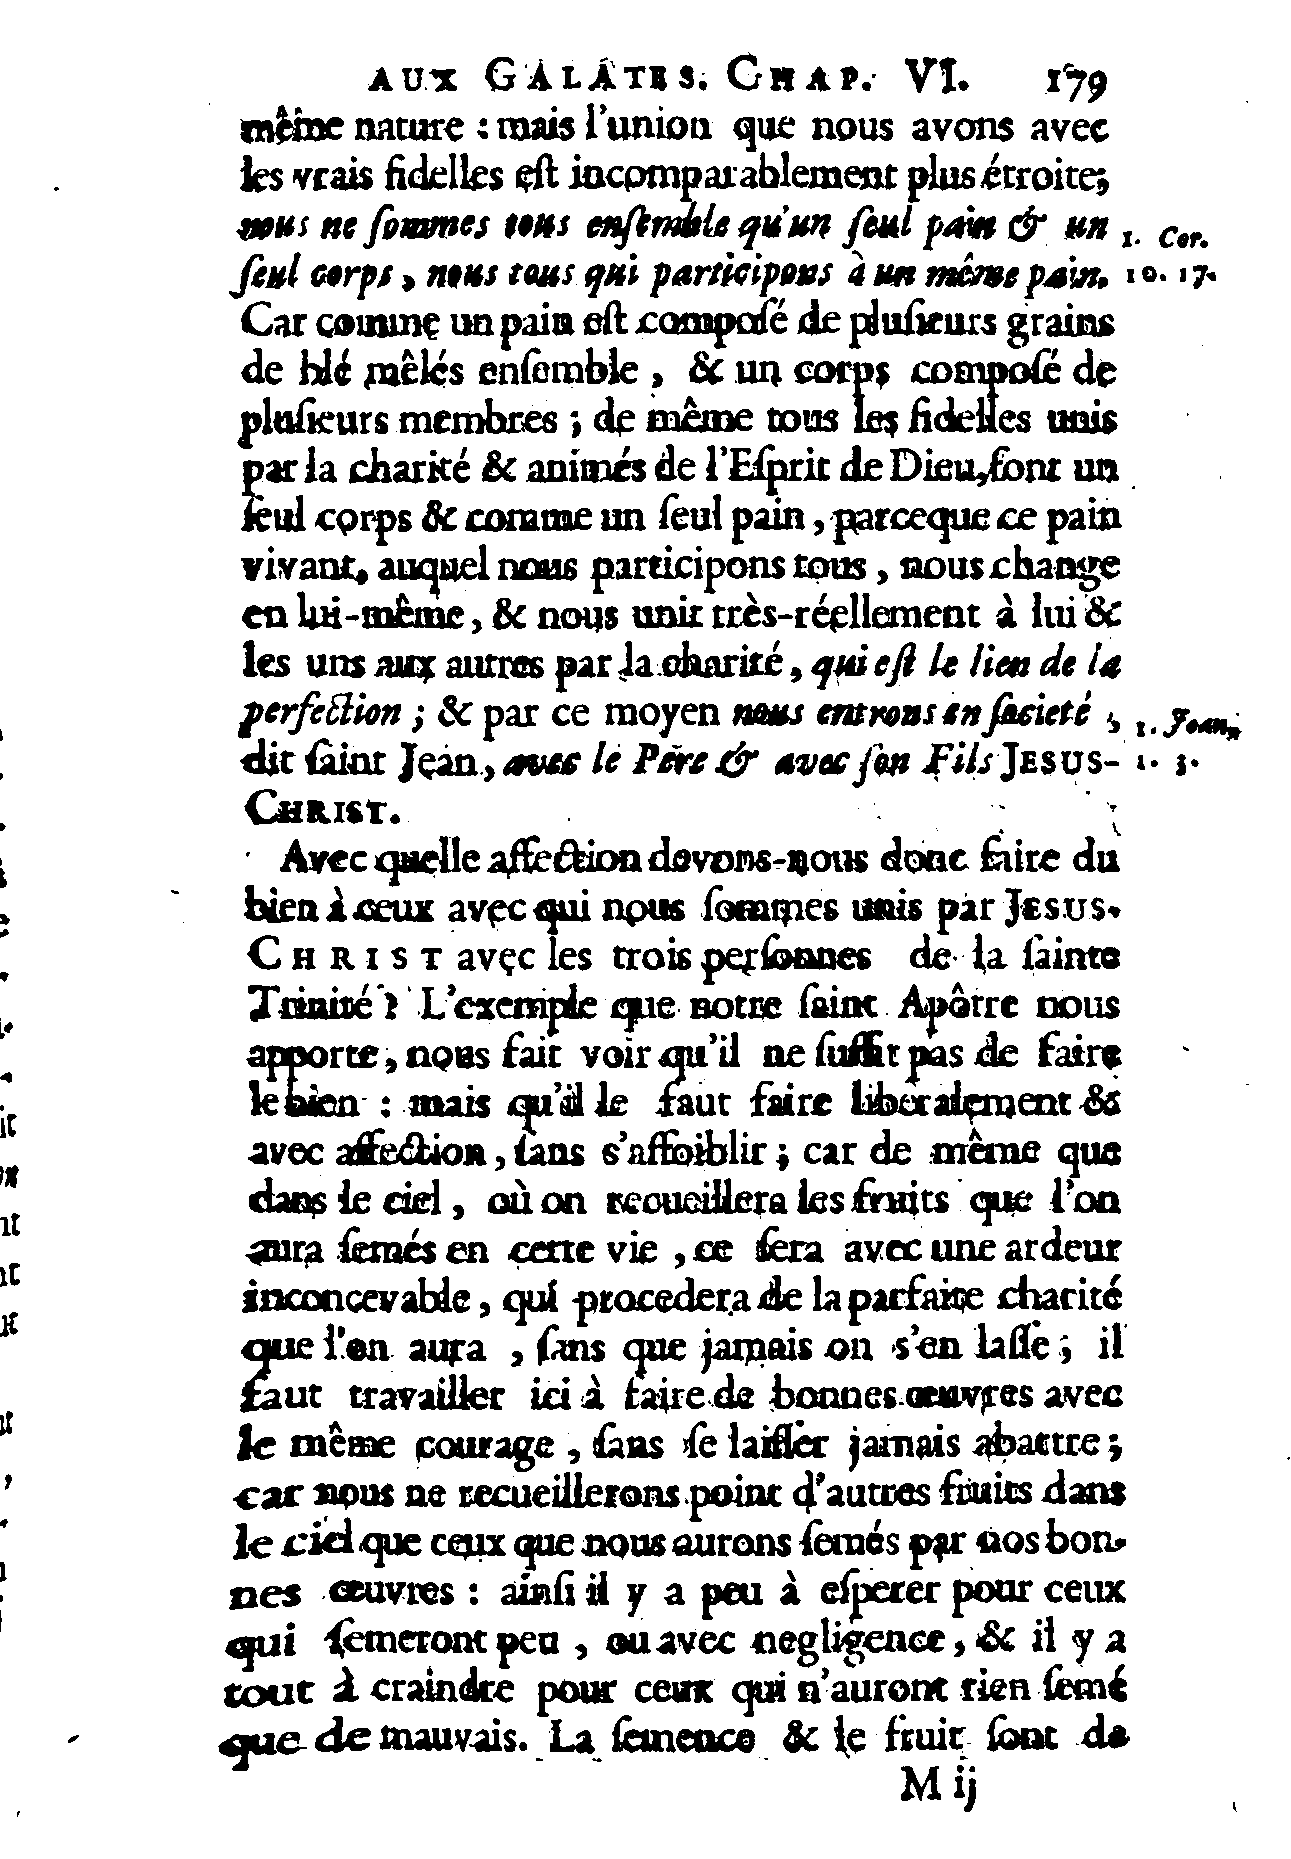 AUX GALATES. CHAP. VI. 179
même nature : mais l'union que nous avons avec
les vrais fidelles eſt incomparablement plus étroite;
nous ne ſommes tous enſemble qu'un ſeul pain & un
1. Cor.
ſeul corps, nous tous qui participons à un même pain.
10. 17.
Car comme un pain eſt compoſé de pluſieurs grains
de blé mêlés enſemble, & un corps compoſé de
pluſieurs membres ; de même tous les fidelles unis
par la charité & animés de l'Eſprit de Dieu, ſont un
ſeul corps & comme un ſeul pain, parceque ce pain
vivant, auquel nous participons tous, nous change
en lui-même, & nous unit très-réellement à lui &
les uns aux autres par la charité, qui eſt le lien de la
perfection ; & par ce moyen nous entrons en ſocieté,
1. Joan.
dit ſaint Jean, avec le Père & avec ſon Fils JESUS-
1. 3.
CHRIST.
Avec quelle affection devons-nous donc faire du
bien à ceux avec qui nous ſommes unis par JESUS-
CHRIST avec les trois perſonnes de la ſainte
Trinité ? L'exemple que notre ſaint Apôtre nous
apporte, nous fait voir qu'il ne ſuffit pas de faire
le bien : mais qu'il le faut faire liberalement &
avec affection, ſans s'affoiblir ; car de même que
dans le ciel, où on recueillera les fruits que l'on
aura ſemés en cette vie, ce ſera avec une ardeur
inconcevable, qui procedera de la parfaite charité
que l'on aura, ſans que jamais on s'en laſſe ; il
faut travailler ici à faire de bonnes œuvres avec
le même courage, ſans ſe laiſſer jamais abattre ;
car nous ne recueillerons point d'autres fruits dans
le ciel que ceux que nous aurons ſemés par nos bon-
nes œuvres : ainſi il y a peu à eſperer pour ceux
qui ſemeront peu, ou avec negligence, & il y a
tout à craindre pour ceux qui n'auront rien ſemé
que de mauvais. La ſemence & le fruit ſont de
M ij